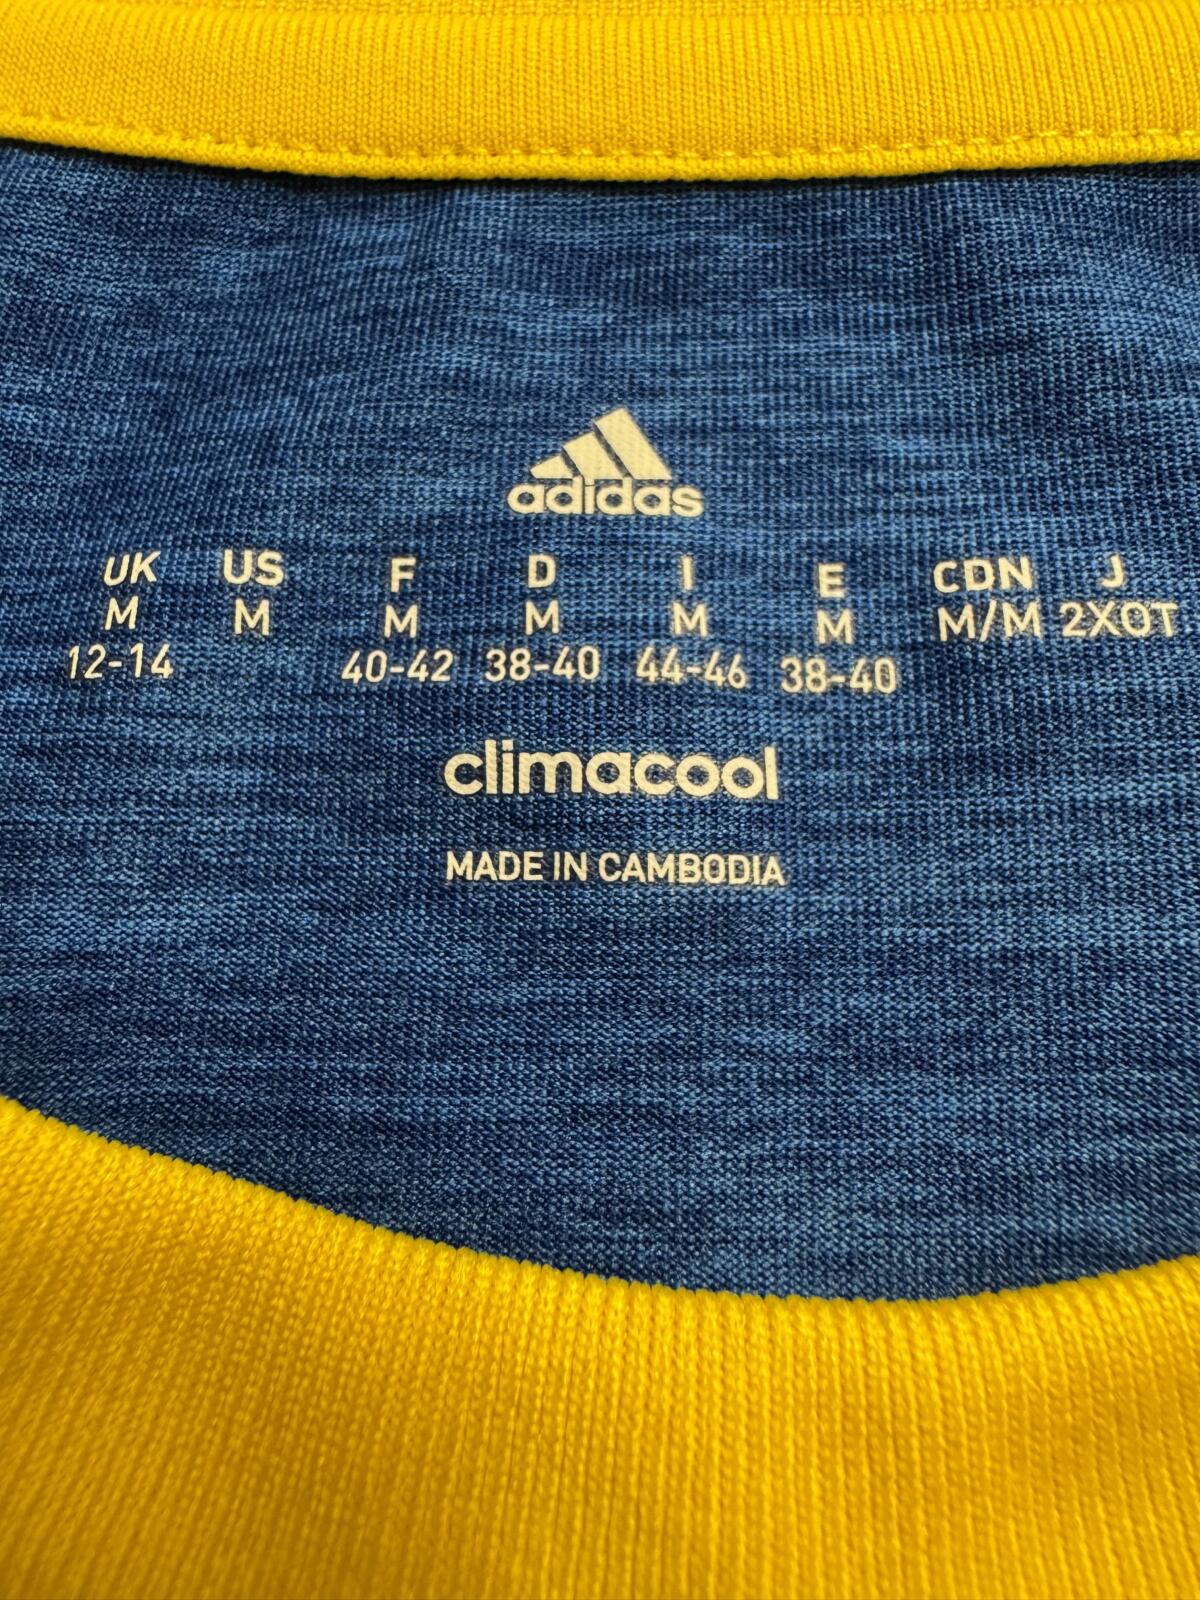 adidas
UK US F D I E CDN J
M M M M M M M/M 2XOT
12-14 40-42 38-40 44-46 38-40
climacool
MADE IN CAMBODIA